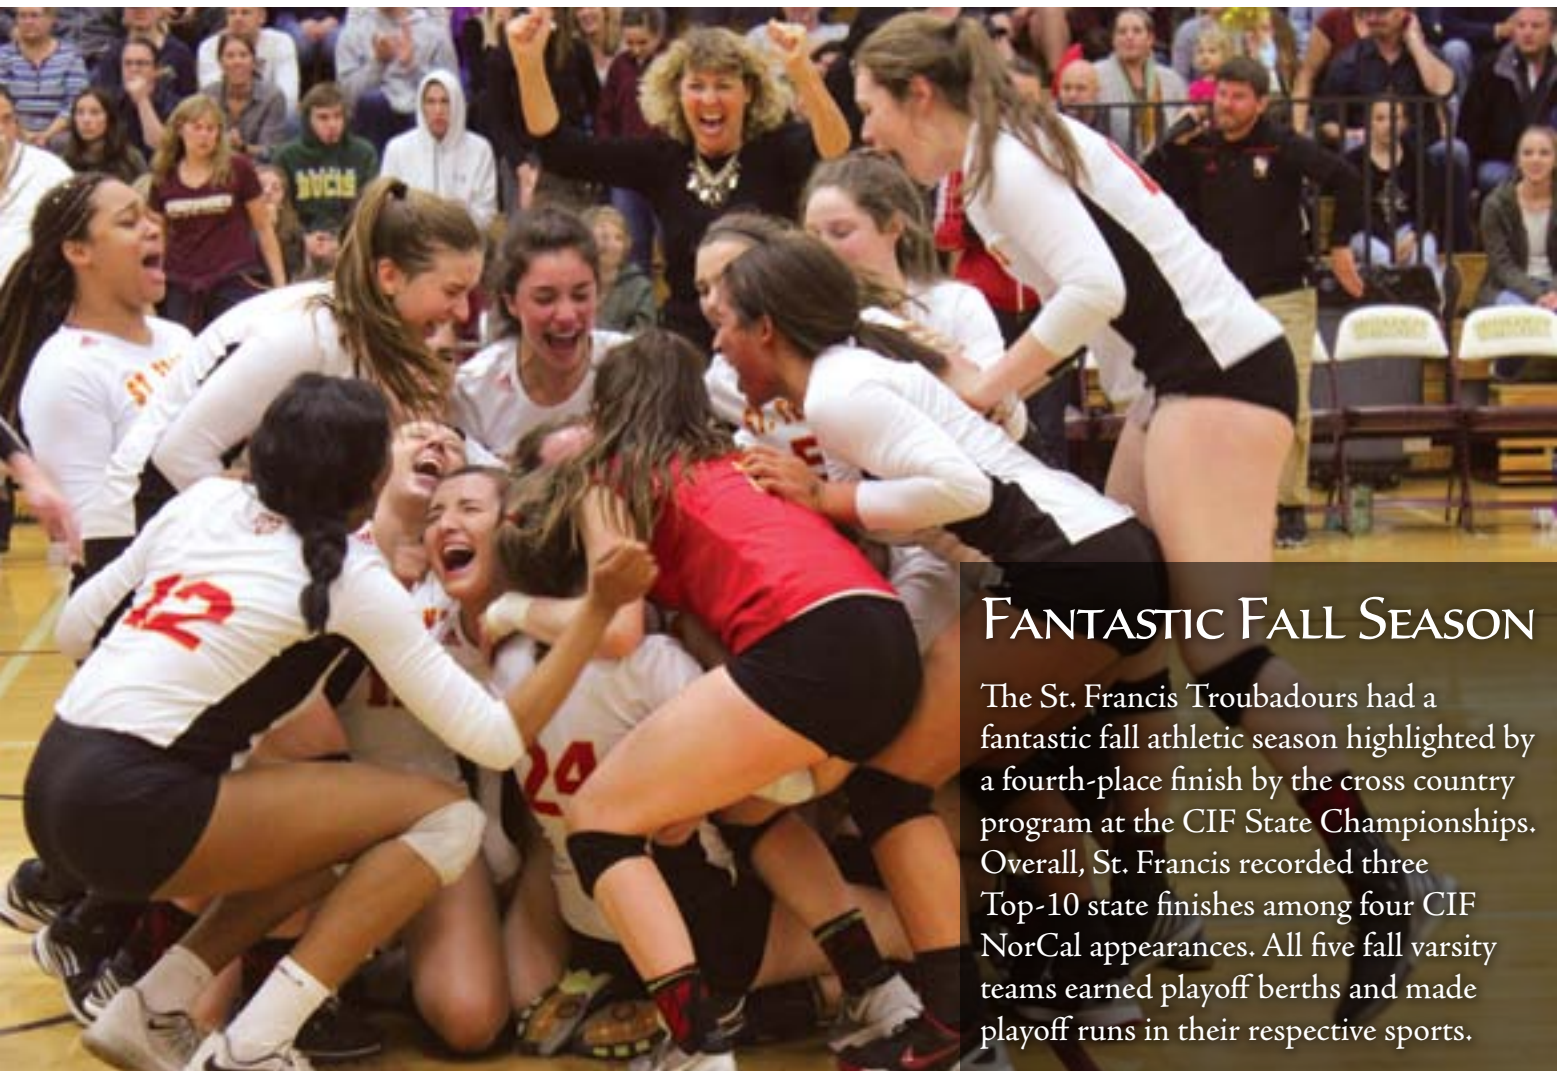 12
FANTASTIC FALL SEASON
The St. Francis Troubadours had a
fantastic fall athletic season highlighted by
a fourth-place finish by the cross country
program at the CIF State Championships.
Overall, St. Francis recorded three
Top-10 state finishes among four CIF
NorCal appearances. All five fall varsity
teams earned playoff berths and made
playoff runs in their respective sports.